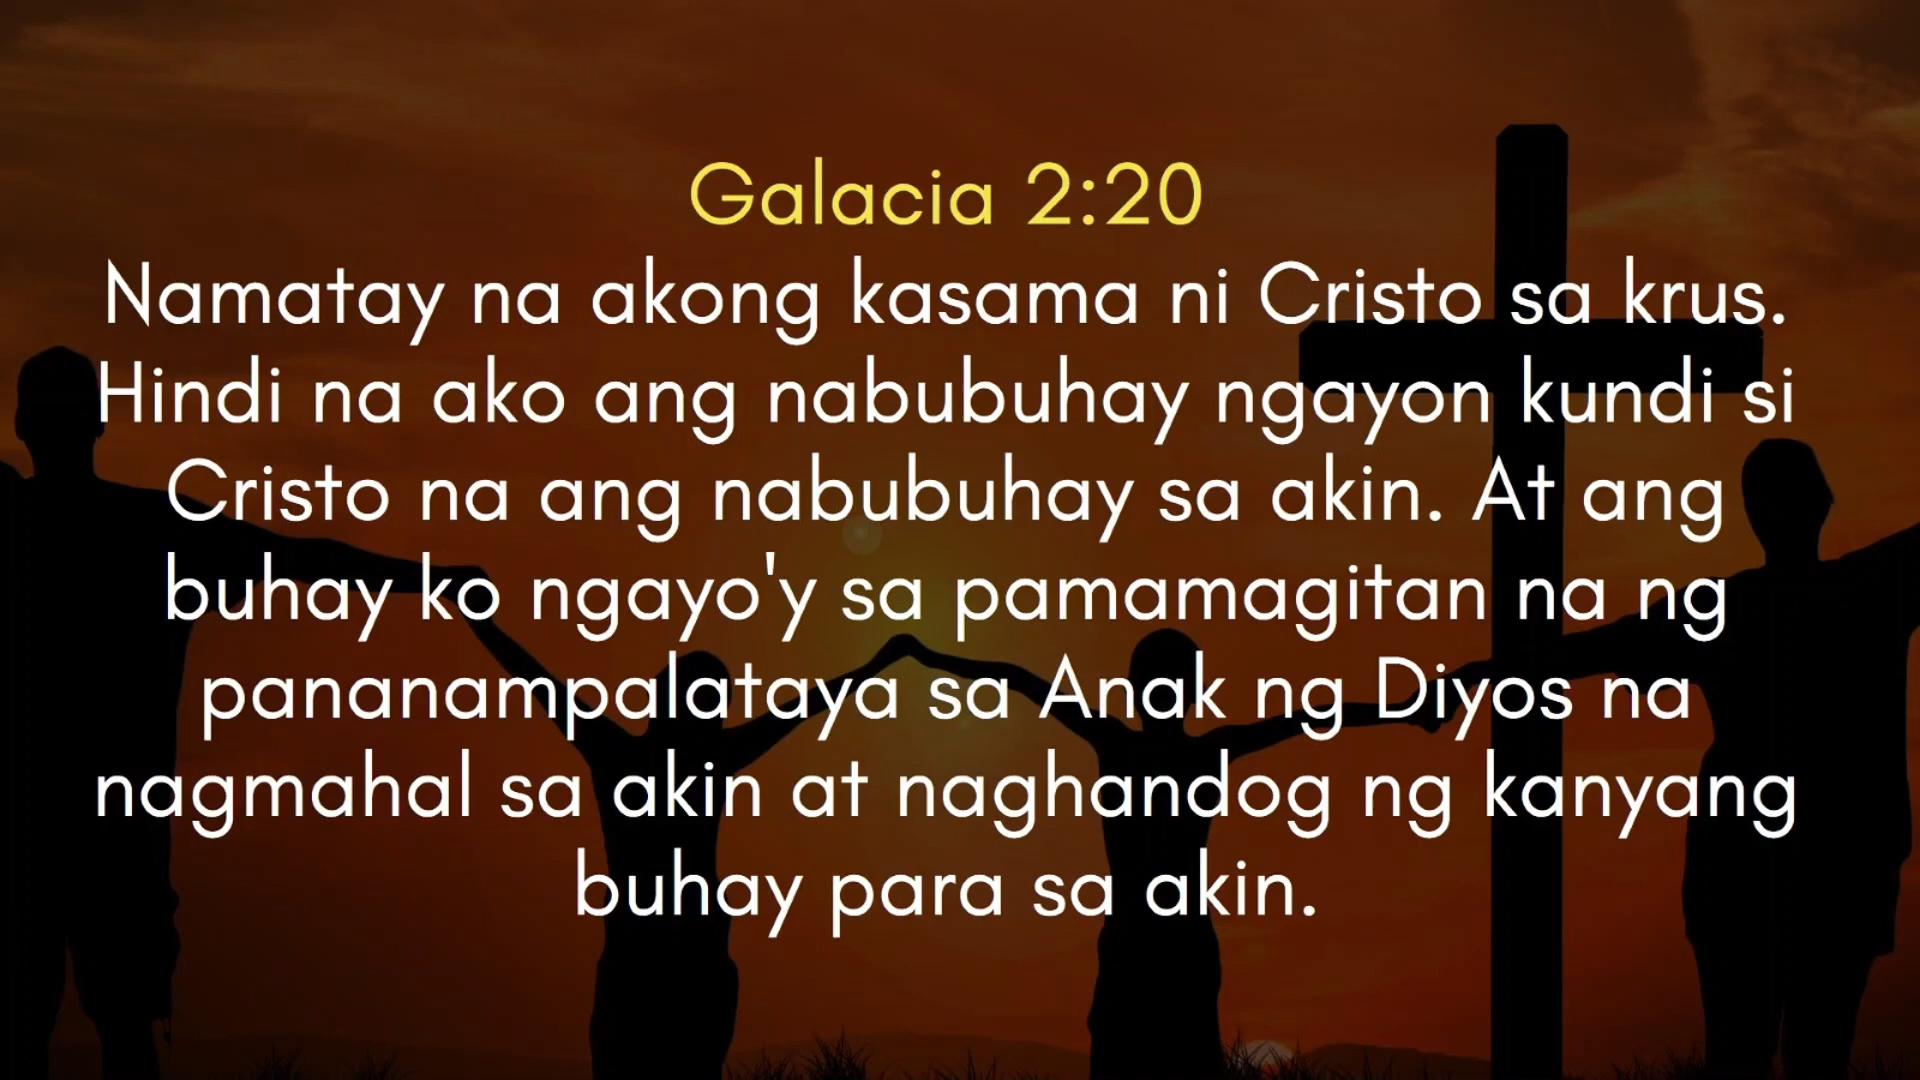 Galacia 2:20
Namatay na akong kasama ni Cristo sa krus.
Hindi na ako ang nabubuhay ngayon kundi si
Cristo na ang nabubuhay sa akin. At ang
buhay ko ngayo'y sa pamamagitan na ng
pananampalataya sa Anak ng Diyos na
nagmahal sa akin at naghandog ng kanyang
buhay para sa akin.